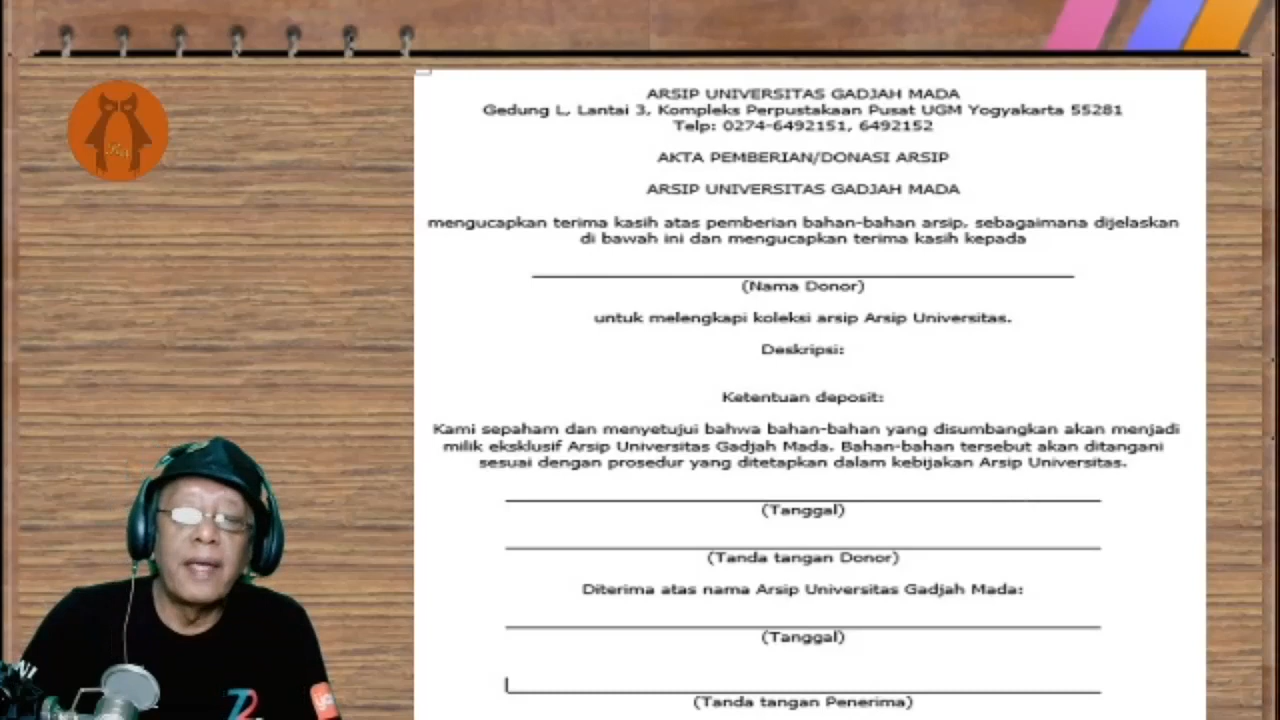 ARSIP UNIVERSITAS GADJAH MADA
Gedung L, Lantai 3, Kompleks Perpustakaan Pusat UGM Yogyakarta 55281
Telp: 0274-6492151, 6492152
AKTA PEMBERIAN/DONASI ARSIP
ARSIP UNIVERSITAS GADJAH MADA
mengucapkan terima kasih atas pemberian bahan-bahan arsip, sebagaimana dijelaskan
di bawah ini dan mengucapkan terima kasih kepada
(Nama Donor)
untuk melengkapi koleksi arsip Arsip Universitas.
Deskripsi:
Ketentuan deposit:
Kami sepaham dan menyetujui bahwa bahan-bahan yang disumbangkan akan menjadi
milik eksklusif Arsip Universitas Gadjah Mada. Bahan-bahan tersebut akan ditangani
sesuai dengan prosedur yang ditetapkan dalam kebijakan Arsip Universitas.
(Tanggal)
(Tanda tangan Donor)
Diterima atas nama Arsip Universitas Gadjah Mada:
(Tanggal)
(Tanda tangan Penerima)
72